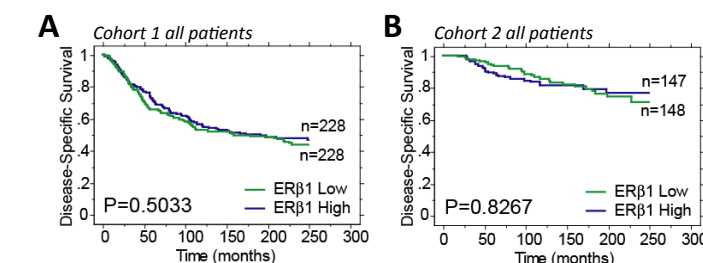 A
Cohort 1 all patients
Disease-Specific Survival
1
.8
.6
.4
.2
0
n=228
n=228
ERβ1 Low
ERβ1 High
P=0.5033
0 50 100 150 200 250 300
Time (months)
B
Cohort 2 all patients
Disease-Specific Survival
1
.8
.6
.4
.2
0
n=147
n=148
ERβ1 Low
ERβ1 High
P=0.8267
0 50 100 150 200 250 300
Time (months)